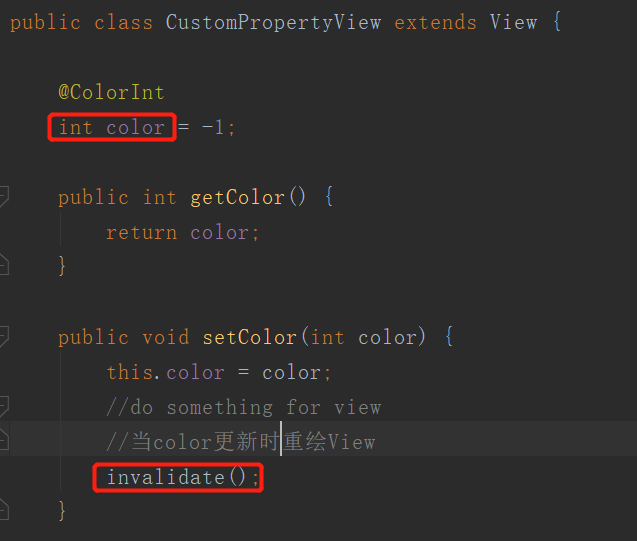 public class CustomPropertyView extends View {
@ColorInt
int color = -1;
public int getColor() {
return color;
}
public void setColor(int color) {
this.color = color;
//do something for view
//当color更新时重绘View
invalidate();
}